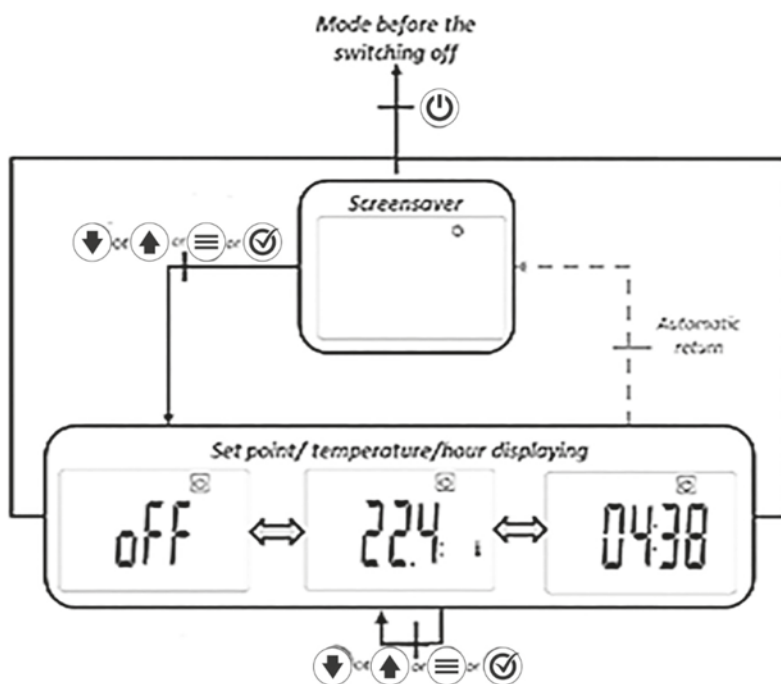 Mode before the
switching off
Screensaver
or or or
Automatic
return
Set point/ temperature/hour displaying
oFF
22.4:
04:38
or or or